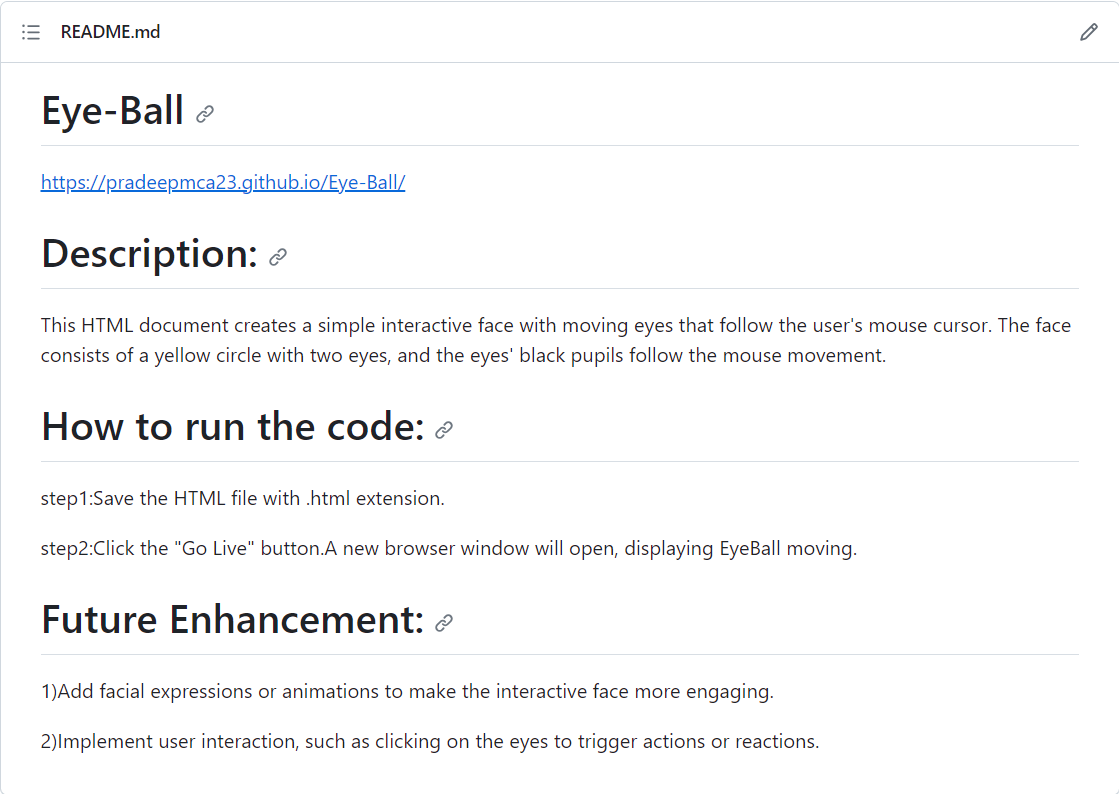 README.md
Eye-Ball
https://pradeepmca23.github.io/Eye-Ball/
Description:
This HTML document creates a simple interactive face with moving eyes that follow the user's mouse cursor. The face
consists of a yellow circle with two eyes, and the eyes' black pupils follow the mouse movement.
How to run the code:
step1:Save the HTML file with .html extension.
step2:Click the "Go Live" button.A new browser window will open, displaying EyeBall moving.
Future Enhancement:
1)Add facial expressions or animations to make the interactive face more engaging.
2)Implement user interaction, such as clicking on the eyes to trigger actions or reactions.